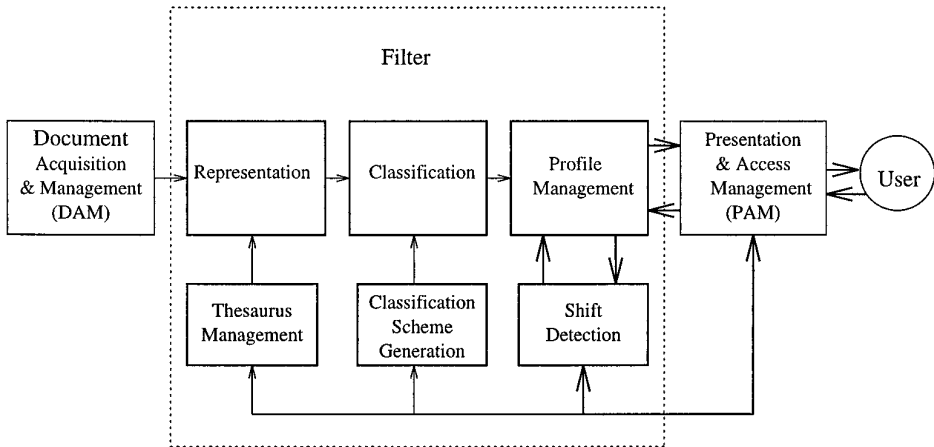 Filter
Document
Acquisition
& Management
(DAM)
Representation
Classification
Profile
Management
Presentation
& Access
Management
(PAM)
User
Thesaurus
Management
Classification
Scheme
Generation
Shift
Detection